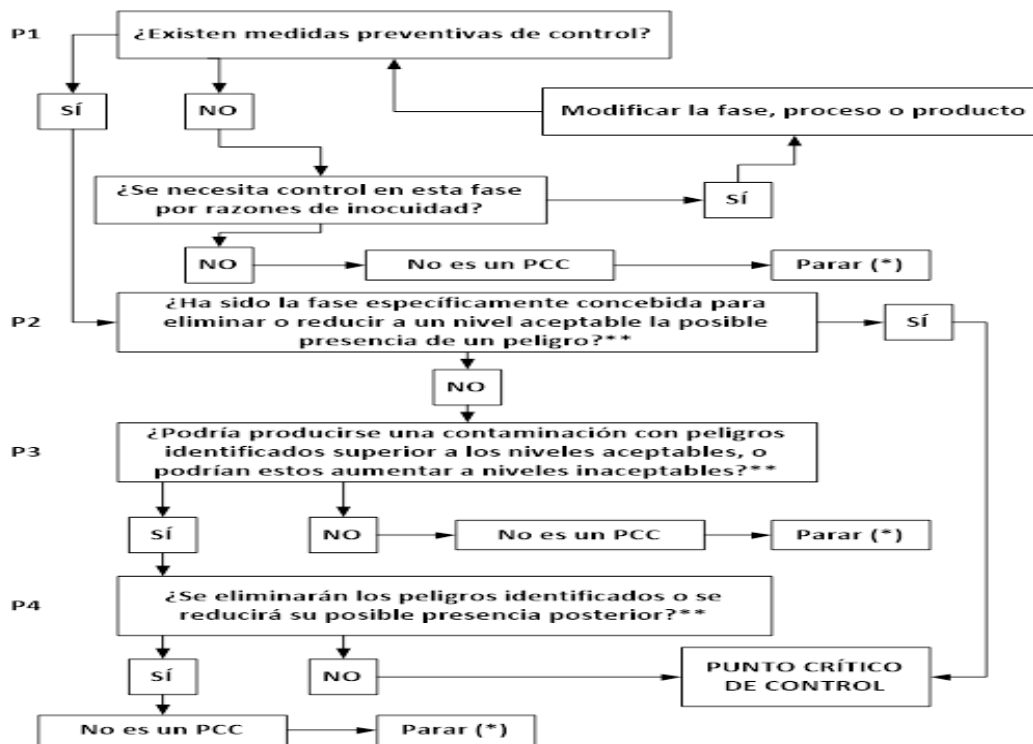 P1
¿Existen medidas preventivas de control?
SÍ
NO
Modificar la fase, proceso o producto
¿Se necesita control en esta fase
por razones de inocuidad?
SÍ
NO
No es un PCC
Parar (*)
P2
¿Ha sido la fase específicamente concebida para
eliminar o reducir a un nivel aceptable la posible
presencia de un peligro?**
SÍ
NO
P3
¿Podría producirse una contaminación con peligros
identificados superior a los niveles aceptables, o
podrían estos aumentar a niveles inaceptables?**
SÍ
NO
No es un PCC
Parar (*)
P4
¿Se eliminarán los peligros identificados o se
reducirá su posible presencia posterior?**
SÍ
NO
PUNTO CRÍTICO
DE CONTROL
No es un PCC
Parar (*)